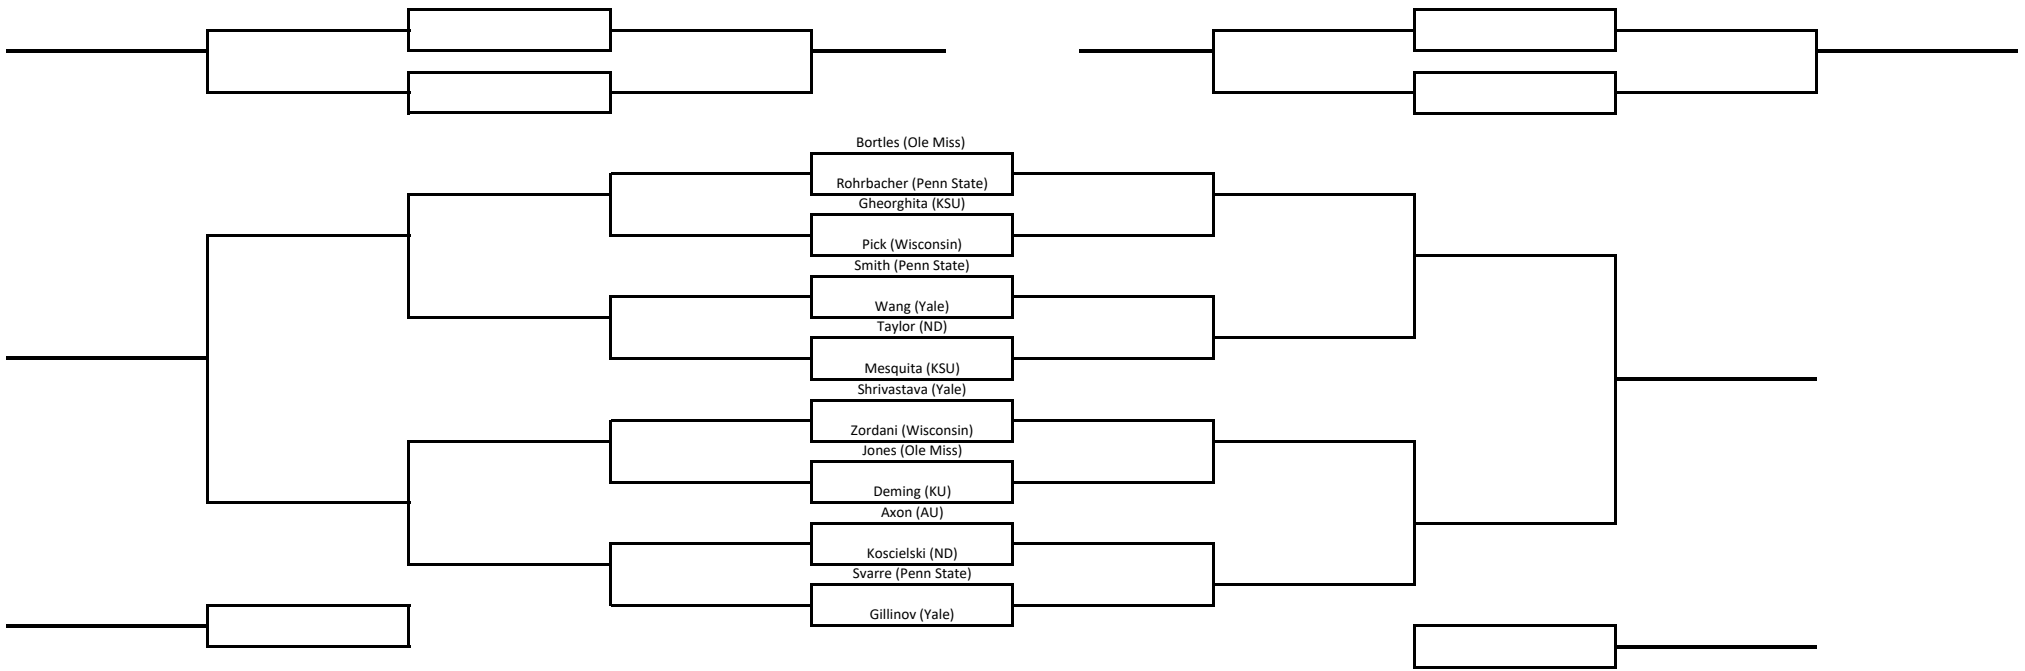 Bortles (Ole Miss)
Rohrbacher (Penn State)
Gheorghita (KSU)
Pick (Wisconsin)
Smith (Penn State)
Wang (Yale)
Taylor (ND)
Mesquita (KSU)
Shrivastava (Yale)
Zordani (Wisconsin)
Jones (Ole Miss)
Deming (KU)
Axon (AU)
Koscielski (ND)
Svarre (Penn State)
Gillinov (Yale)